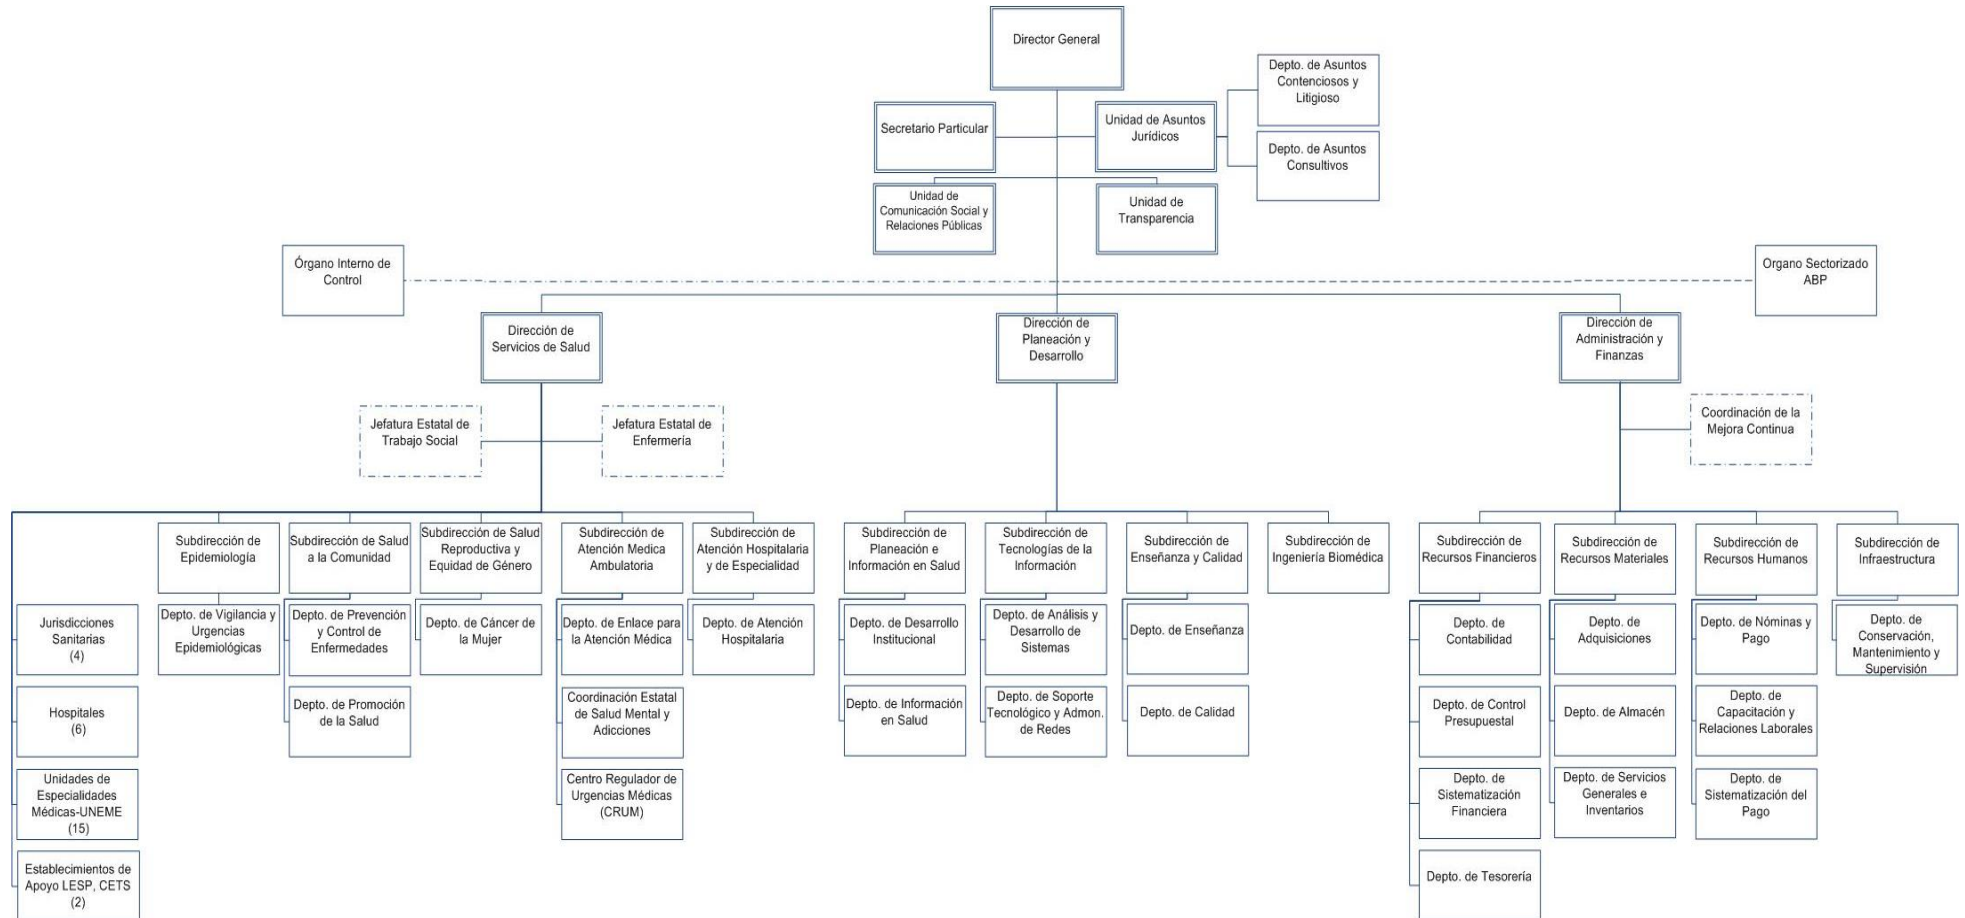 Director General
Depto. de Asuntos
Contenciosos y
Litigioso
Secretario Particular
Unidad de Asuntos
Jurídicos
Depto. de Asuntos
Consultivos
Unidad de
Comunicación Social y
Relaciones Públicas
Unidad de
Transparencia
Órgano Interno de
Control
Organo Sectorizado
ABP
Dirección de
Servicios de Salud
Dirección de
Planeación y
Desarrollo
Dirección de
Administración y
Finanzas
Jefatura Estatal de
Trabajo Social
Jefatura Estatal de
Enfermería
Coordinación de la
Mejora Continua
Subdirección de
Epidemiología
Subdirección de Salud
a la Comunidad
Subdirección de Salud
Reproductiva y
Equidad de Género
Subdirección de
Atención Medica
Ambulatoria
Subdirección de
Atención Hospitalaria
y de Especialidad
Subdirección de
Planeación e
Información en Salud
Subdirección de
Tecnologías de la
Información
Subdirección de
Enseñanza y Calidad
Subdirección de
Ingeniería Biomédica
Subdirección de
Recursos Financieros
Subdirección de
Recursos Materiales
Subdirección de
Recursos Humanos
Subdirección de
Infraestructura
Jurisdicciones
Sanitarias
(4)
Depto. de Vigilancia y
Urgencias
Epidemiológicas
Depto. de Prevención
y Control de
Enfermedades
Depto. de Cáncer de
la Mujer
Depto. de Enlace para
la Atención Médica
Depto. de Atención
Hospitalaria
Depto. de Desarrollo
Institucional
Depto. de Análisis y
Desarrollo de
Sistemas
Depto. de Enseñanza
Depto. de
Contabilidad
Depto. de
Adquisiciones
Depto. de Nóminas y
Pago
Depto. de
Conservación,
Mantenimiento y
Supervisión
Hospitales
(6)
Depto. de Promoción
de la Salud
Coordinación Estatal
de Salud Mental y
Adicciones
Depto. de Información
en Salud
Depto. de Soporte
Tecnológico y Admon.
de Redes
Depto. de Calidad
Depto. de Control
Presupuestal
Depto. de Almacén
Depto. de
Capacitación y
Relaciones Laborales
Unidades de
Especialidades
Médicas-UNEME
(15)
Centro Regulador de
Urgencias Médicas
(CRUM)
Depto. de
Sistematización
Financiera
Depto. de Servicios
Generales e
Inventarios
Depto. de
Sistematización del
Pago
Establecimientos de
Apoyo LESP, CETS
(2)
Depto. de Tesorería